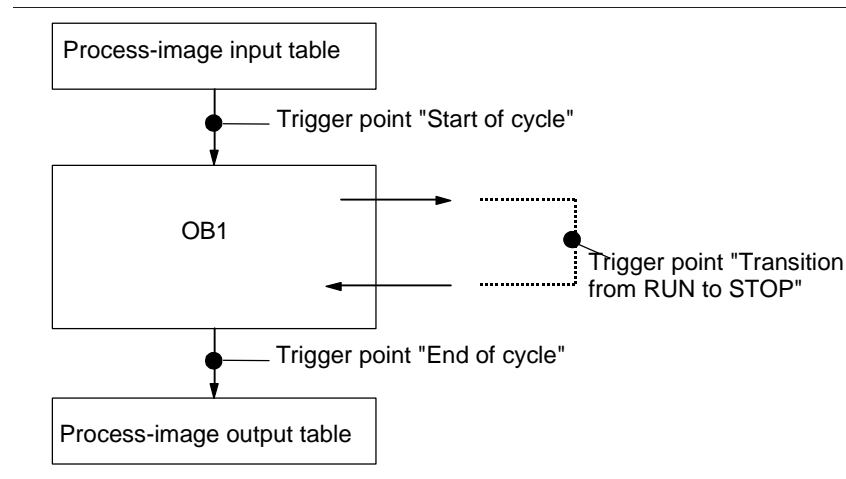 Process-image input table
Trigger point "Start of cycle"
OB1
Trigger point "Transition
from RUN to STOP"
Trigger point "End of cycle"
Process-image output table